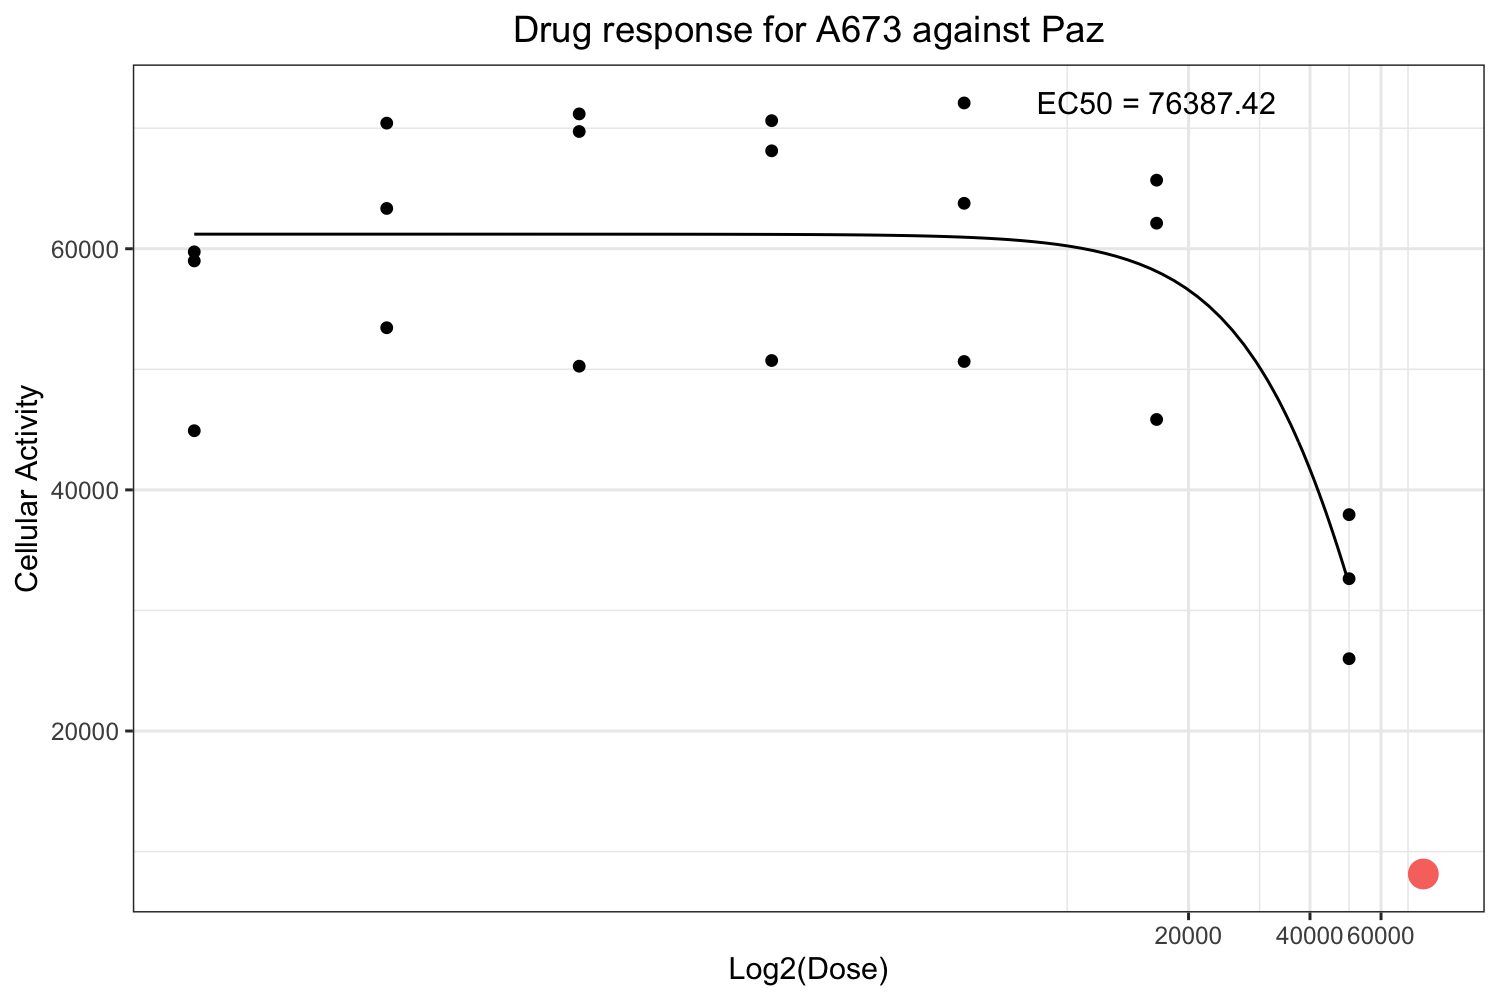 Drug response for A673 against Paz
EC50 = 76387.42
60000
40000
20000
Cellular Activity
20000 40000 60000
Log2(Dose)